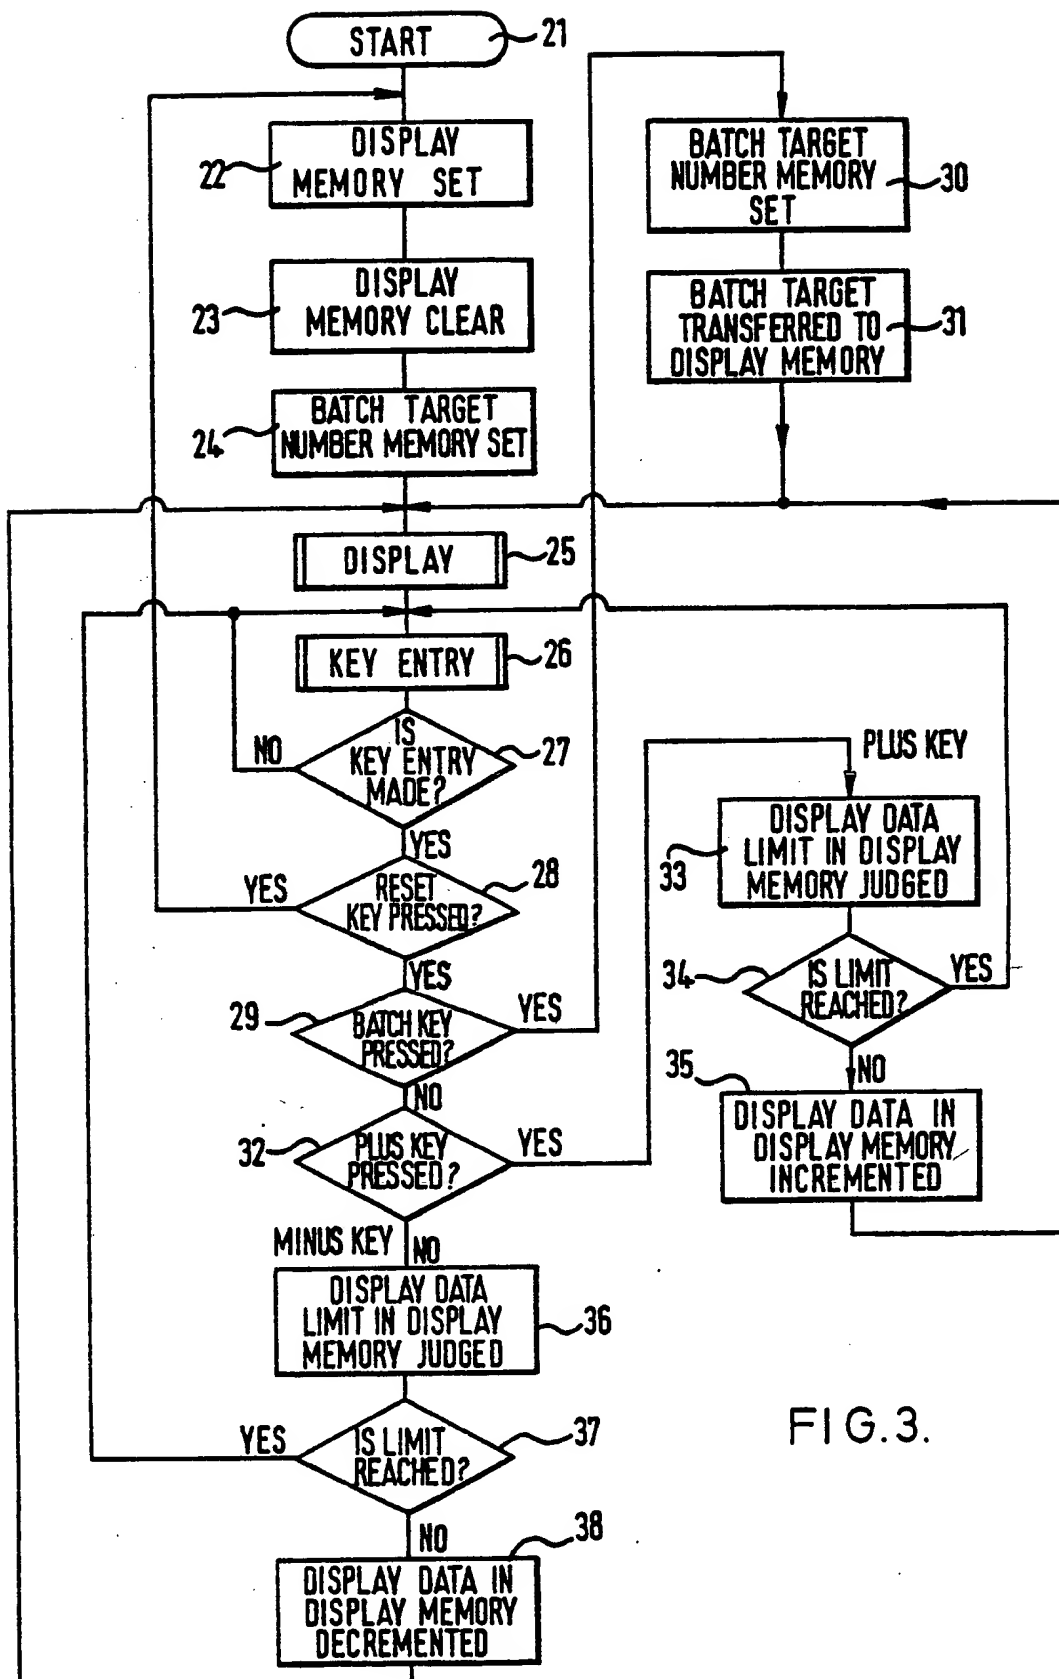 START
21
DISPLAY
MEMORY SET
22
DISPLAY
MEMORY CLEAR
23
BATCH TARGET
NUMBER MEMORY SET
24
DISPLAY
25
KEY ENTRY
26
IS
KEY ENTRY
MADE?
27
NO
YES
RESET
KEY PRESSED?
28
YES
YES
BATCH KEY
PRESSED?
29
YES
NO
PLUS KEY
PRESSED?
32
YES
MINUS KEY
NO
DISPLAY DATA
LIMIT IN DISPLAY
MEMORY JUDGED
36
IS LIMIT
REACHED?
37
YES
NO
DISPLAY DATA IN
DISPLAY MEMORY
DECREMENTED
38
BATCH TARGET
NUMBER MEMORY
SET
30
BATCH TARGET
TRANSFERRED TO
DISPLAY MEMORY
31
PLUS KEY
DISPLAY DATA
LIMIT IN DISPLAY
MEMORY JUDGED
33
IS LIMIT
REACHED?
34
YES
NO
35
DISPLAY DATA IN
DISPLAY MEMORY
INCREMENTED
FIG.3.